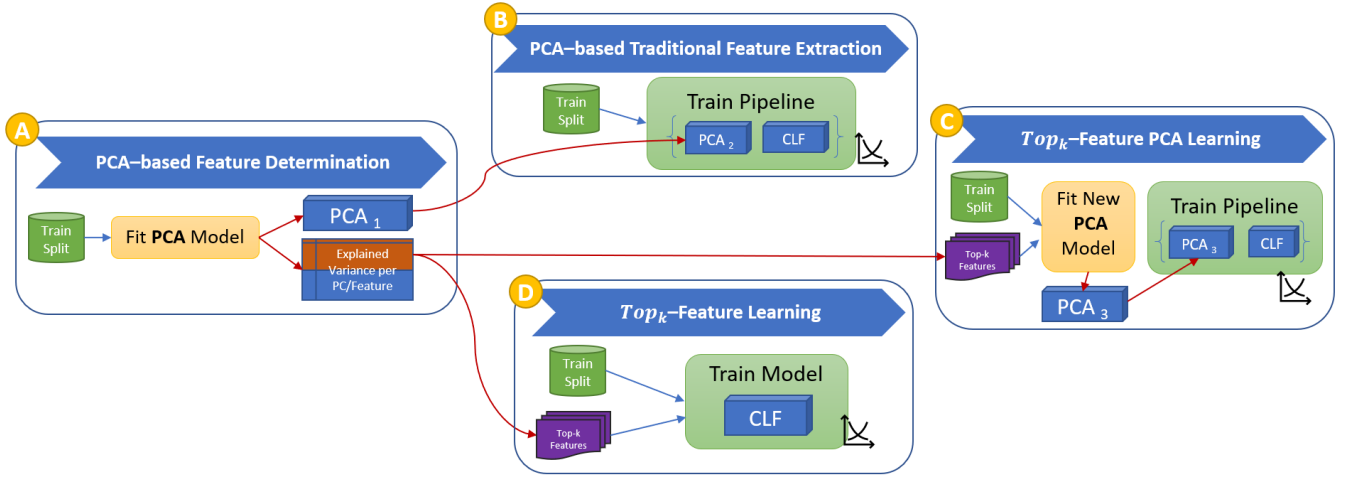 A
PCA–based Feature Determination
Train
Split
Fit PCA Model
PCA 1
Explained
Variance per
PC/Feature
B
PCA–based Traditional Feature Extraction
Train
Split
Train Pipeline
PCA 2
CLF
C
Topk–Feature PCA Learning
Train
Split
Top-k
Features
Fit New
PCA
Model
PCA 3
Train Pipeline
PCA 3
CLF
D
Topk–Feature Learning
Train
Split
Top-k
Features
Train Model
CLF